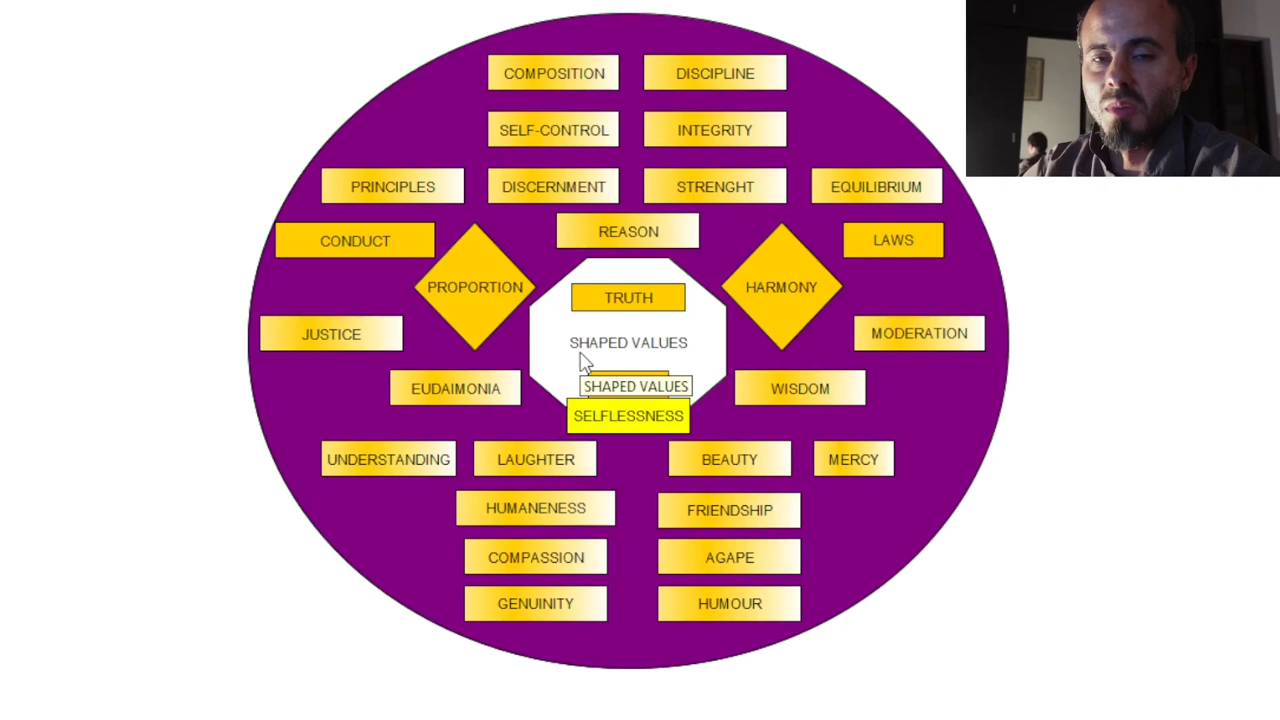 COMPOSITION
DISCIPLINE
SELF-CONTROL
INTEGRITY
PRINCIPLES
DISCERNMENT
STRENGHT
EQUILIBRIUM
REASON
CONDUCT
LAWS
PROPORTION
HARMONY
TRUTH
JUSTICE
MODERATION
SHAPED VALUES
SHAPED VALUES
EUDAIMONIA
WISDOM
SELFLESSNESS
UNDERSTANDING
LAUGHTER
BEAUTY
MERCY
HUMANENESS
FRIENDSHIP
COMPASSION
AGAPE
GENUINITY
HUMOUR